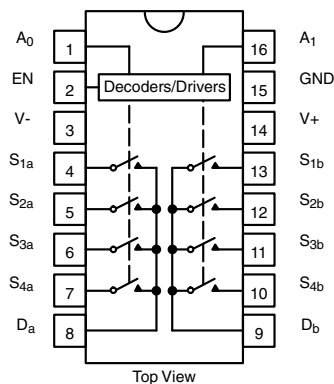 A0 1 16 A1
EN 2 Decoders/Drivers 15 GND
V- 3 14 V+
S1a 4 13 S1b
S2a 5 12 S2b
S3a 6 11 S3b
S4a 7 10 S4b
Da 8 9 Db
Top View